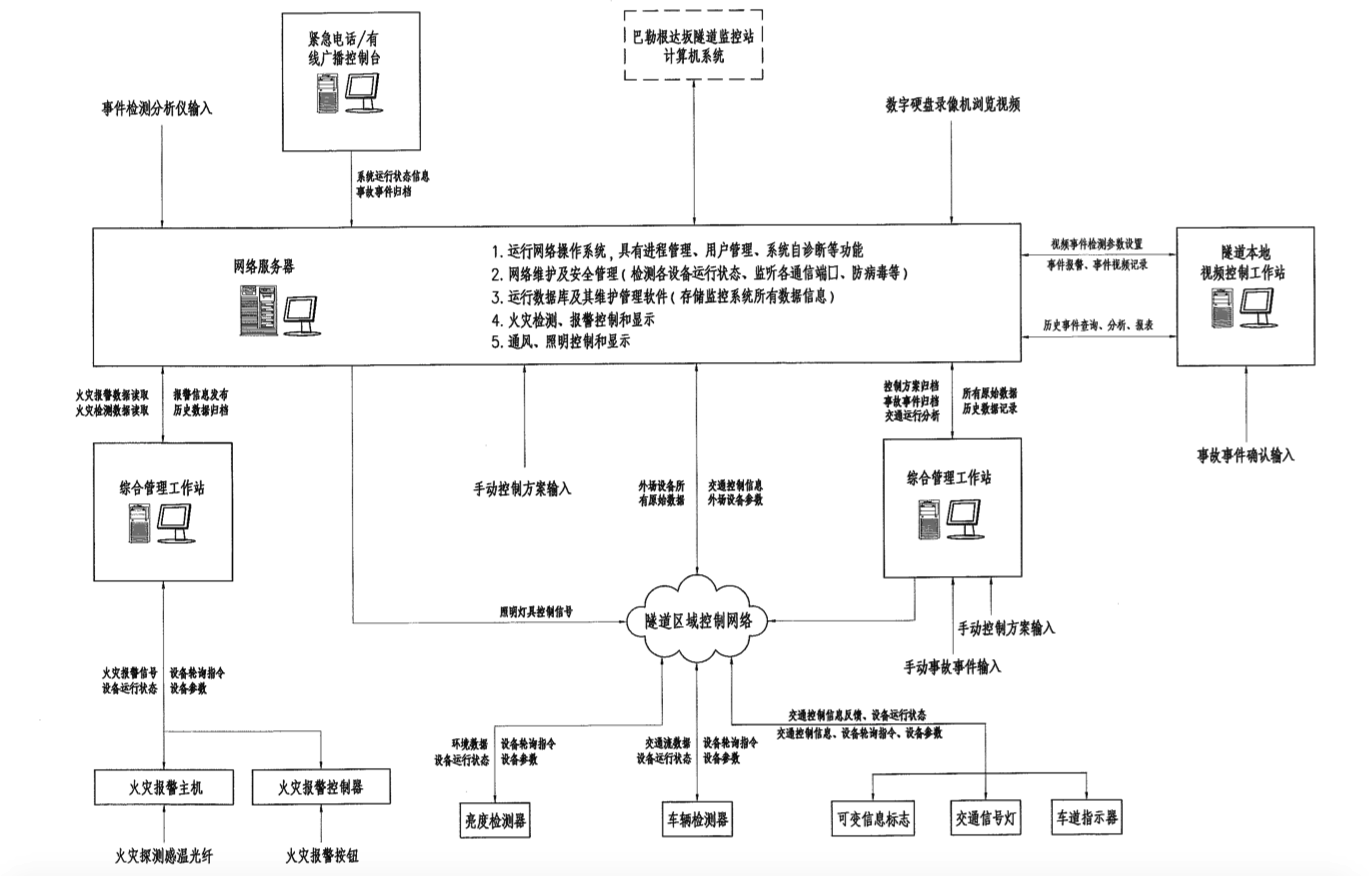 紧急电话/有
线广播控制台
巴勒根达坂隧道监控站
计算机系统
事件检测分析仪输入
数字硬盘录像机浏览视频
系统运行状态信息
事故事件归档
网络服务器
1. 运行网络操作系统,具有进程管理、用户管理、系统自诊断等功能
2. 网络维护及安全管理(检测各设备运行状态、监听各通信端口、防病毒等)
3. 运行数据库及其维护管理软件(存储监控系统所有数据信息)
4. 火灾检测、报警控制和显示
5. 通风、照明控制和显示
视频事件检测参数设置
事件报警、事件视频记录
历史事件查询、分析、报表
隧道本地
视频控制工作站
事故事件确认输入
火灾报警数据读取
火灾检测数据读取
报警信息发布
历史数据归档
控制方案归档
事故事件归档
交通运行分析
所有原始数据
历史数据记录
综合管理工作站
手动控制方案输入
外场设备所
有原始数据
交通控制信息
外场设备参数
综合管理工作站
照明灯具控制信号
隧道区域控制网络
手动控制方案输入
手动事故事件输入
火灾报警信号
设备运行状态
设备轮询指令
设备参数
环境数据
设备运行状态
设备轮询指令
设备参数
交通流数据
设备运行状态
设备轮询指令
设备参数
交通控制信息反馈、设备运行状态
交通控制信息、设备轮询指令、设备参数
火灾报警主机
火灾报警控制器
亮度检测器
车辆检测器
可变信息标志
交通信号灯
车道指示器
火灾探测感温光纤
火灾报警按钮